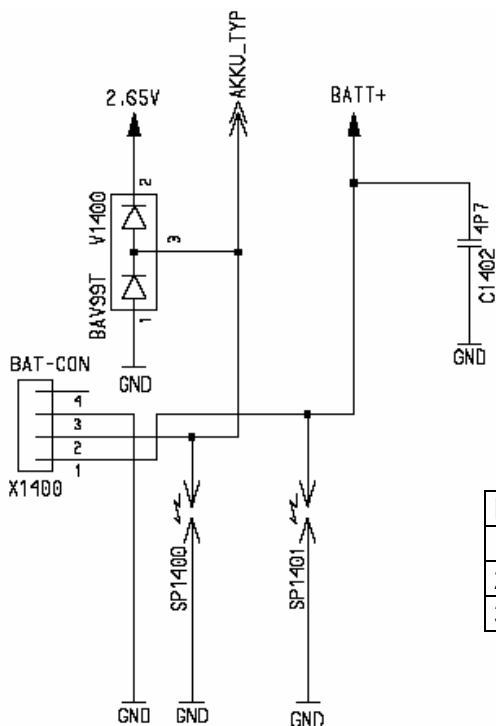 AKKU_TYP
2.65V
BATT+
2
V1400
3
BAV99T
1
4P7
C1402
GND
GND
BAT-CON
4
3
2
1
X1400
SP1400
SP1401
GND
GND
GND